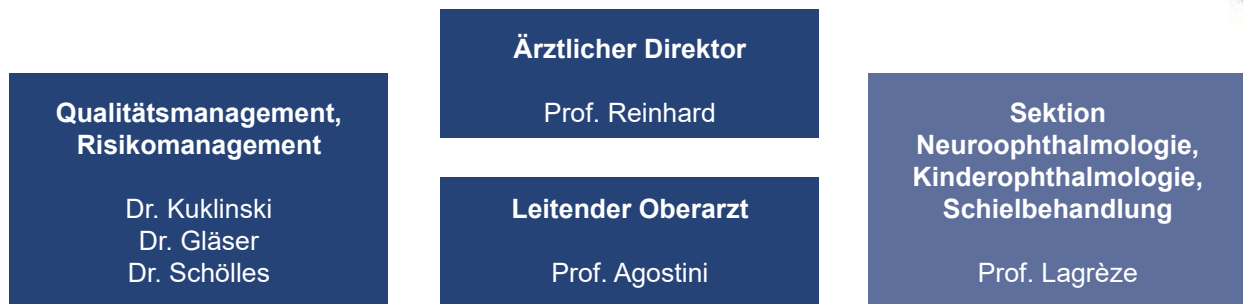 Ärztlicher Direktor
Prof. Reinhard
Qualitätsmanagement,
Risikomanagement
Dr. Kuklinski
Dr. Gläser
Dr. Schölles
Leitender Oberarzt
Prof. Agostini
Sektion
Neuroophthalmologie,
Kinderophthalmologie,
Schielbehandlung
Prof. Lagrèze